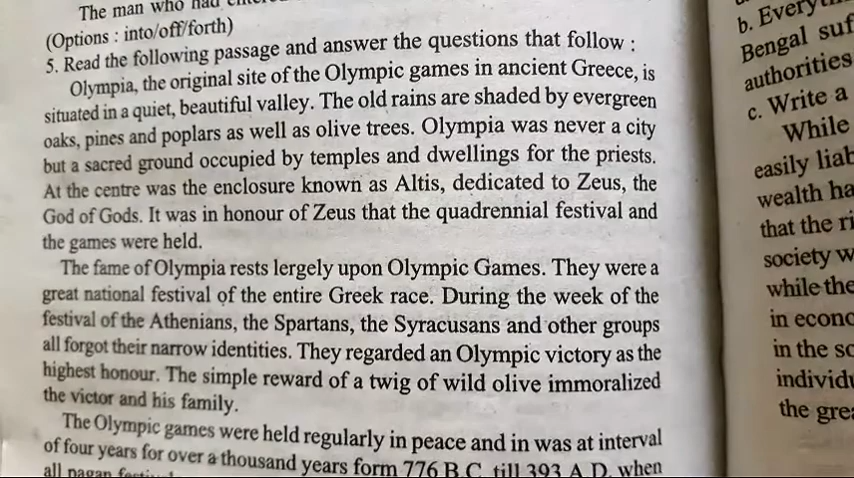 The man who had entered
(Options : into/off/forth)
5. Read the following passage and answer the questions that follow :
Olympia, the original site of the Olympic games in ancient Greece, is
situated in a quiet, beautiful valley. The old rains are shaded by evergreen
oaks, pines and poplars as well as olive trees. Olympia was never a city
but a sacred ground occupied by temples and dwellings for the priests.
At the centre was the enclosure known as Altis, dedicated to Zeus, the
God of Gods. It was in honour of Zeus that the quadrennial festival and
the games were held.
The fame of Olympia rests lergely upon Olympic Games. They were a
great national festival of the entire Greek race. During the week of the
festival of the Athenians, the Spartans, the Syracusans and other groups
all forgot their narrow identities. They regarded an Olympic victory as the
highest honour. The simple reward of a twig of wild olive immoralized
the victor and his family.
The Olympic games were held regularly in peace and in was at interval
of four years for over a thousand years form 776 B.C. till 393 A.D. when
all pagan
b.
Bengal
authorities
c. Write a
While
easily
wealth
that the
society
while the
in
in the
the